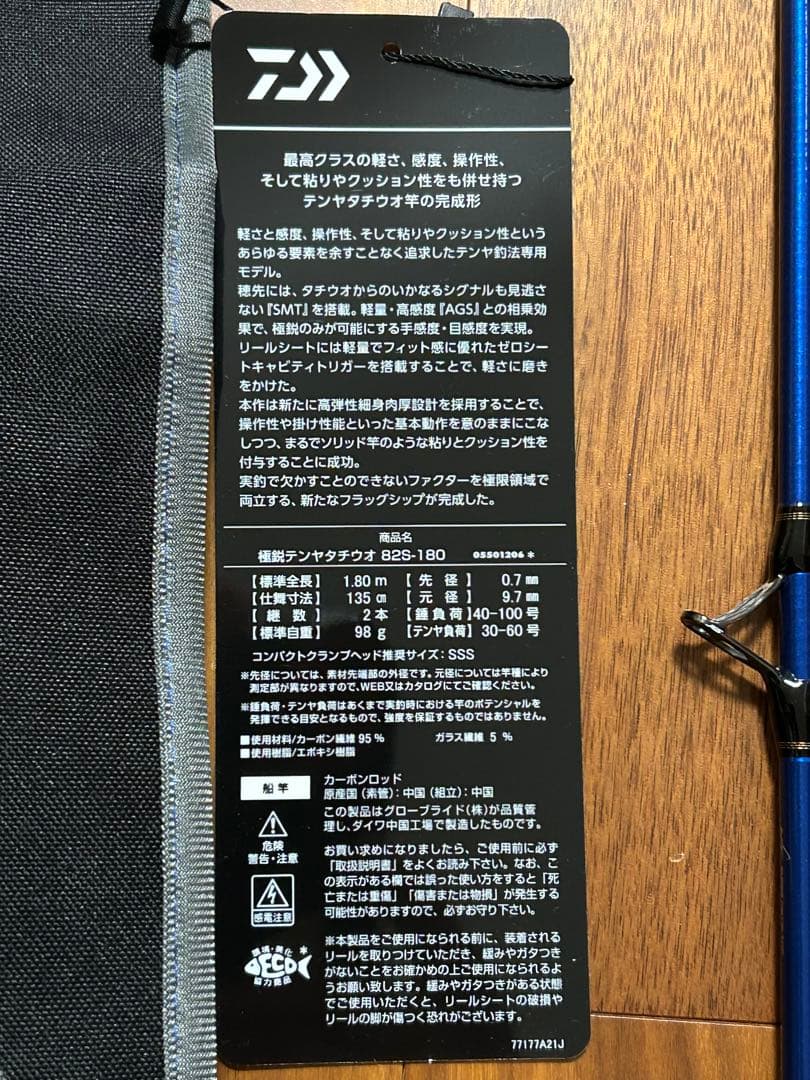 最高クラスの軽さ、感度、操作性、
そして粘りやクッション性をも併せ持つ
テンヤタチウオ竿の完成形
軽さと感度、操作性、そして粘りやクッション性という
あらゆる要素を余すことなく追求したテンヤ釣法専用
モデル。
穂先には、タチウオからのいかなるシグナルも見逃さ
ない『SMT』を搭載。軽量・高感度『AGS』との相乗効
果で、極鋭のみが可能にする手感度・目感度を実現。
リールシートには軽量でフィット感に優れたゼロシー
トキャビティトリガーを搭載することで、軽さに磨き
をかけた。
本作は新たに高弾性細身肉厚設計を採用することで、
操作性や掛け性能といった基本動作を意のままにこな
しつつ、まるでソリッド竿のような粘りとクッション性を
付与することに成功。
実釣で欠かすことのできないファクターを極限領域で
両立する、新たなフラッグシップが完成した。
商品名
極鋭テンヤタチウオ 82S-180 05501206*
【標準全長】 1.80 m 【先 径】 0.7 mm
【仕舞寸法】 135 cm 【元 径】 9.7 mm
【継 数】 2 本 【錘負荷】40-100 号
【標準自重】 98 g 【テンヤ負荷】 30-60 号
コンパクトクランプヘッド推奨サイズ：SSS
※先径については、素材先端部の外径です。元径については竿種により
測定部が異なりますので、WEB又はカタログにてご確認ください。
※錘負荷・テンヤ負荷はあくまで実釣時における竿のポテンシャルを
発揮できる目安となるもので、強度を保証するものではありません。
■使用材料/カーボン繊維 95 % ガラス繊維 5 %
■使用樹脂/エポキシ樹脂
船 竿
カーボンロッド
原産国（素管）：中国（組立）：中国
この製品はグローブライド（株）が品質管
理し、ダイワ中国工場で製造したものです。
危険
警告・注意
感電注意
お買い求めになりましたら、ご使用前に必ず
「取扱説明書」をよくお読み下さい。なお、こ
の表示がある欄では誤った使い方をすると「死
亡または重傷」「傷害または物損」が発生する
可能性がありますので、必ずお守り下さい。
環境・美化
ECO
協力商品
※本製品をご使用になられる前に、装着される
リールを取りつけていただき、緩みやガタつき
がないことをお確かめの上ご使用になられるよ
うお願い致します。緩みやガタつきがある状態
でご使用いただくと、リールシートの破損や
リールの脚が傷つく恐れがございます。
77177A21J